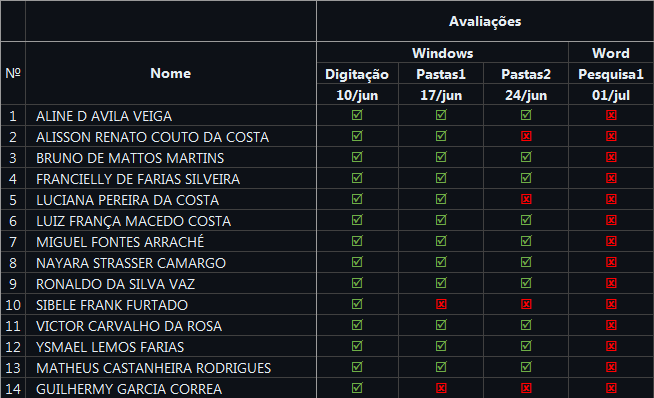 Avaliações
Windows Word
Nº Nome Digitação Pastas1 Pastas2 Pesquisa1
10/jun 17/jun 24/jun 01/jul
1 ALINE D AVILA VEIGA
2 ALISSON RENATO COUTO DA COSTA
3 BRUNO DE MATTOS MARTINS
4 FRANCIELLY DE FARIAS SILVEIRA
5 LUCIANA PEREIRA DA COSTA
6 LUIZ FRANÇA MACEDO COSTA
7 MIGUEL FONTES ARRACHÉ
8 NAYARA STRASSER CAMARGO
9 RONALDO DA SILVA VAZ
10 SIBELE FRANK FURTADO
11 VICTOR CARVALHO DA ROSA
12 YSMAEL LEMOS FARIAS
13 MATHEUS CASTANHEIRA RODRIGUES
14 GUILHERMY GARCIA CORREA